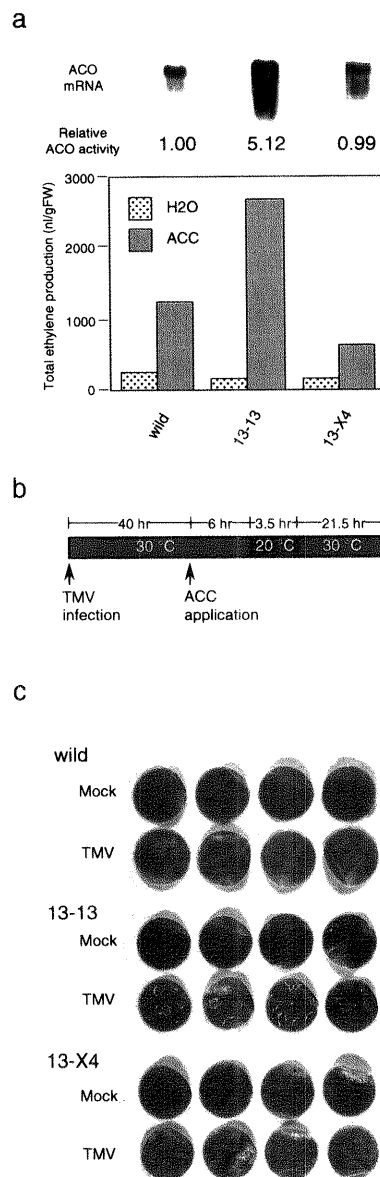 a
ACO
mRNA
Relative
ACO activity
1.00 5.12 0.99
Total ethylene production (nl/gFW)
3000
2000
1000
0
H2O
ACC
wild 13-13 13-X4
b
40 hr 6 hr 3.5 hr 21.5 hr
30 °C 20 °C 30 °C
TMV
infection
ACC
application
c
wild
Mock
TMV
13-13
Mock
TMV
13-X4
Mock
TMV